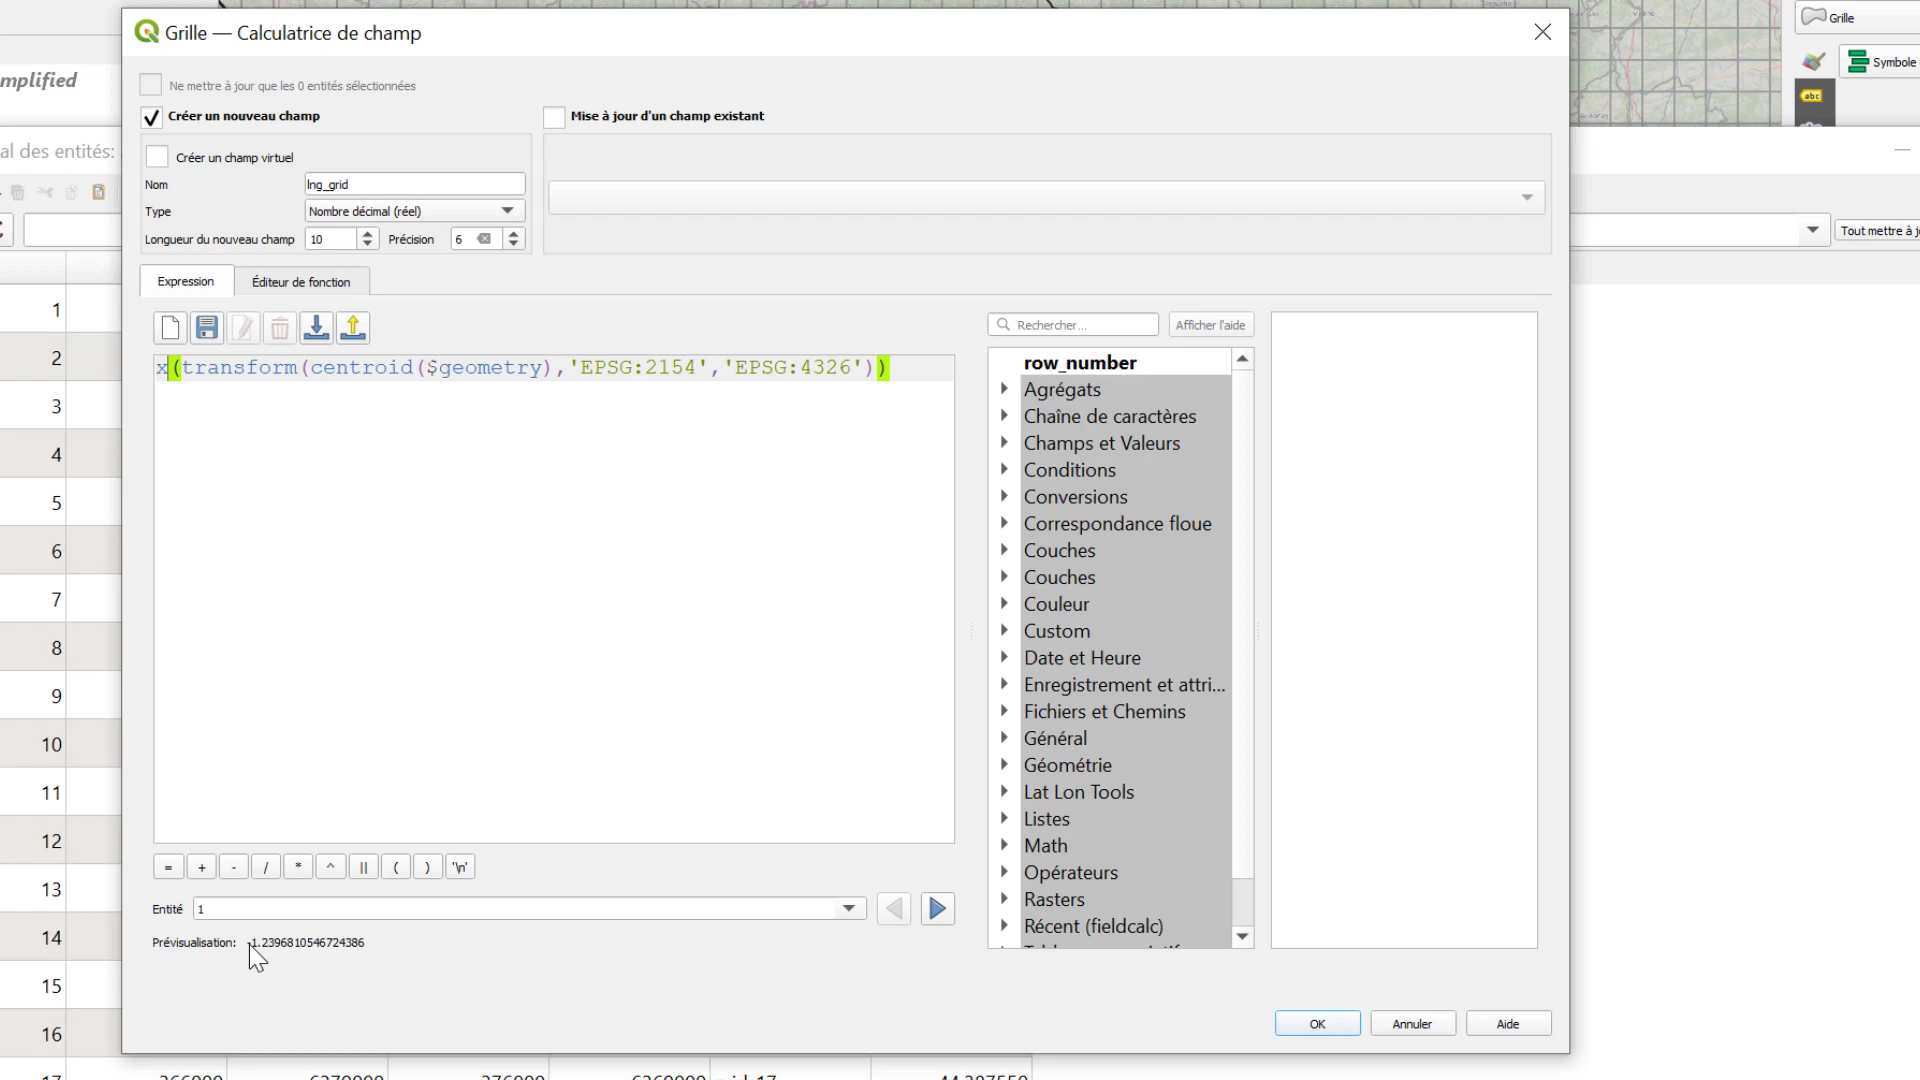 Grille — Calculatrice de champ
Grille
mplified
Symbole
abc
Ne mettre à jour que les 0 entités sélectionnées
Créer un nouveau champ
Mise à jour d'un champ existant
al des entités:
Créer un champ virtuel
Nom
lng_grid
Type
Nombre décimal (réel)
Longueur du nouveau champ
10
Précision
6
Tout mettre à jo
Expression
Éditeur de fonction
Rechercher...
Afficher l'aide
x(transform(centroid($geometry),'EPSG:2154','EPSG:4326'))
row_number
Agrégats
Chaîne de caractères
Champs et Valeurs
Conditions
Conversions
Correspondance floue
Couches
Couches
Couleur
Custom
Date et Heure
Enregistrement et attri...
Fichiers et Chemins
Général
Géométrie
Lat Lon Tools
Listes
Math
Opérateurs
Rasters
Récent (fieldcalc)
1
2
3
4
5
6
7
8
9
10
11
12
13
14
15
16
= + - / * ^ || ( ) '\n'
Entité
1
Prévisualisation: -1.2396810546724386
OK
Annuler
Aide